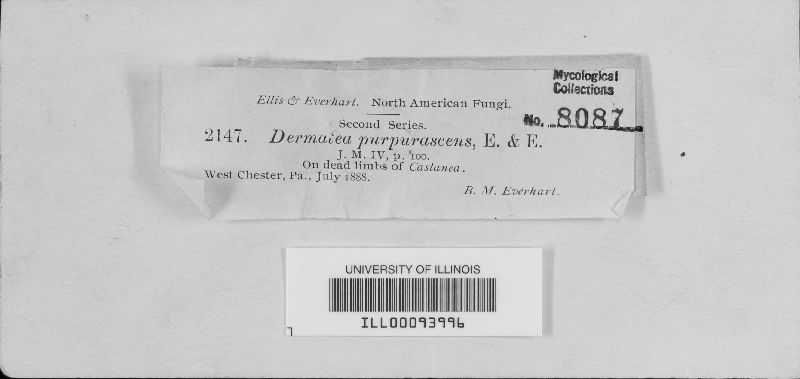 Mycological
Collections
No. 8087
Ellis & Everhart. North American Fungi.
Second Series.
2147. Dermatea purpurascens, E. & E.
J. M. IV, p. 100.
On dead limbs of Castanea.
West Chester, Pa., July 1888.
B. M. Everhart.
UNIVERSITY OF ILLINOIS
ILL00093996